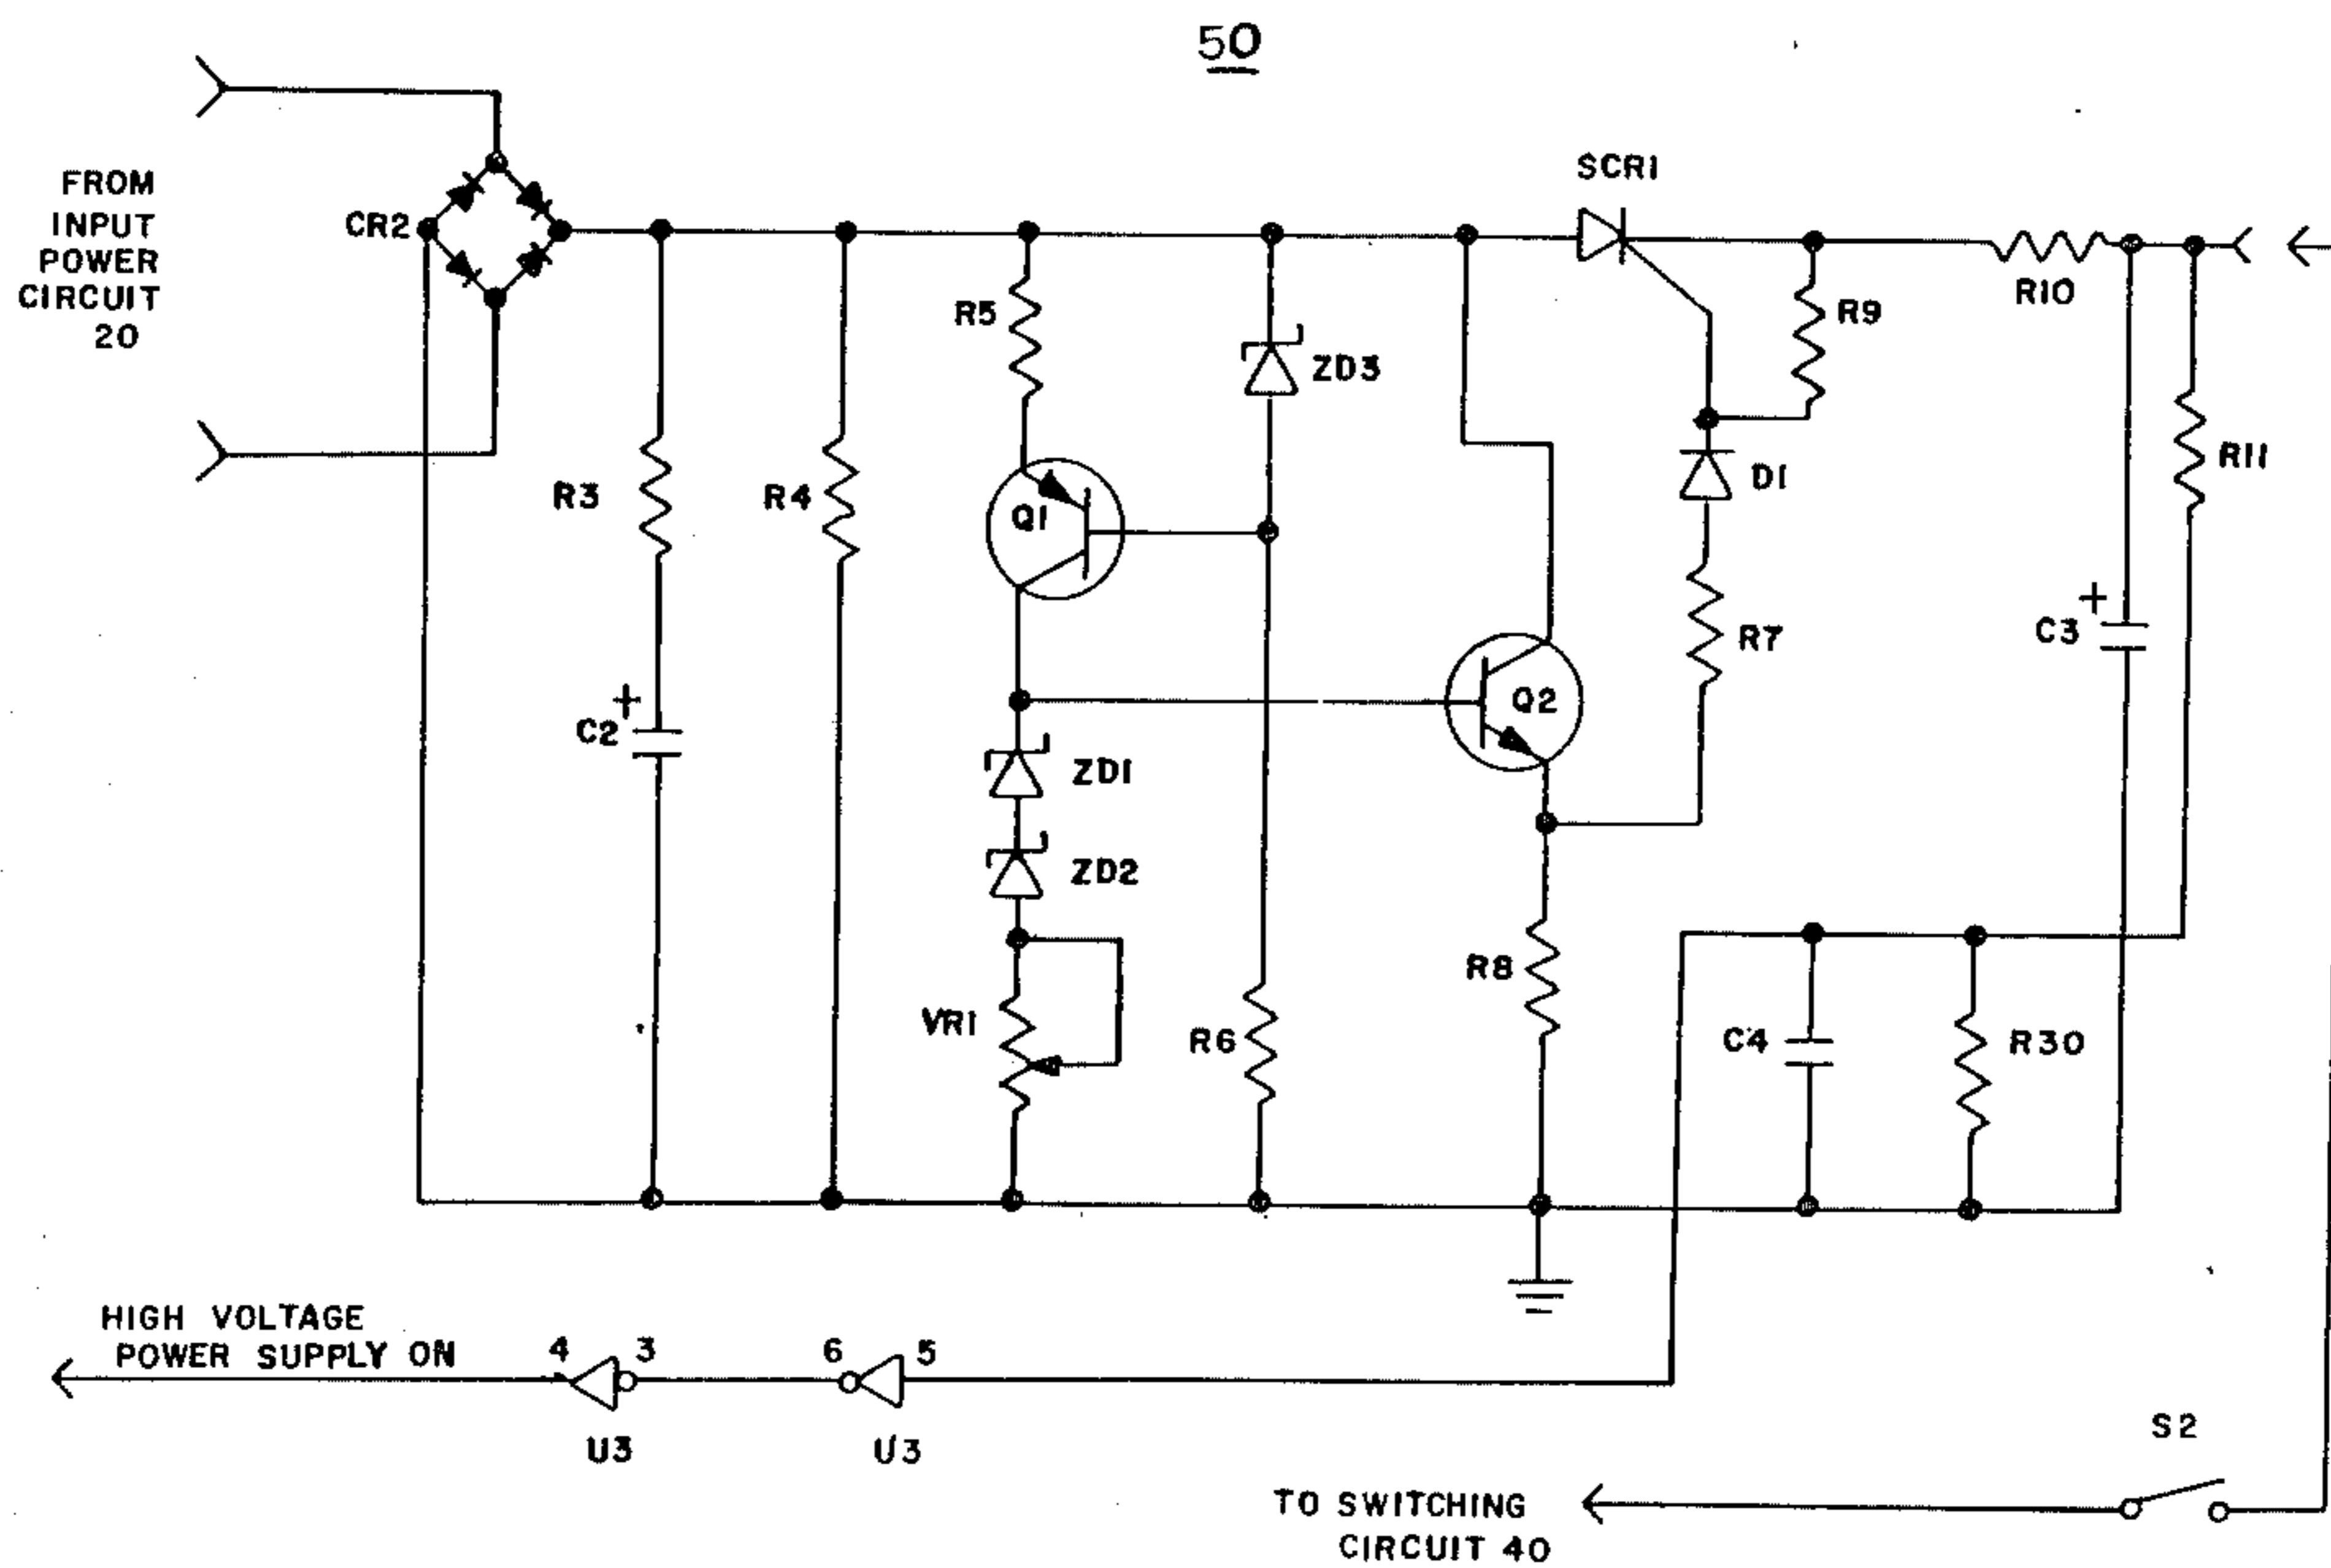 50
FROM
INPUT
POWER
CIRCUIT
20
CR2
SCR1
R5
ZD3
R9
R10
R3
R4
Q1
D1
R11
C2
+
R7
+
C3
Q2
ZD1
ZD2
VR1
R6
R8
C4
R30
HIGH VOLTAGE
POWER SUPPLY ON
4
3
6
5
U3
U3
S2
TO SWITCHING
CIRCUIT 40